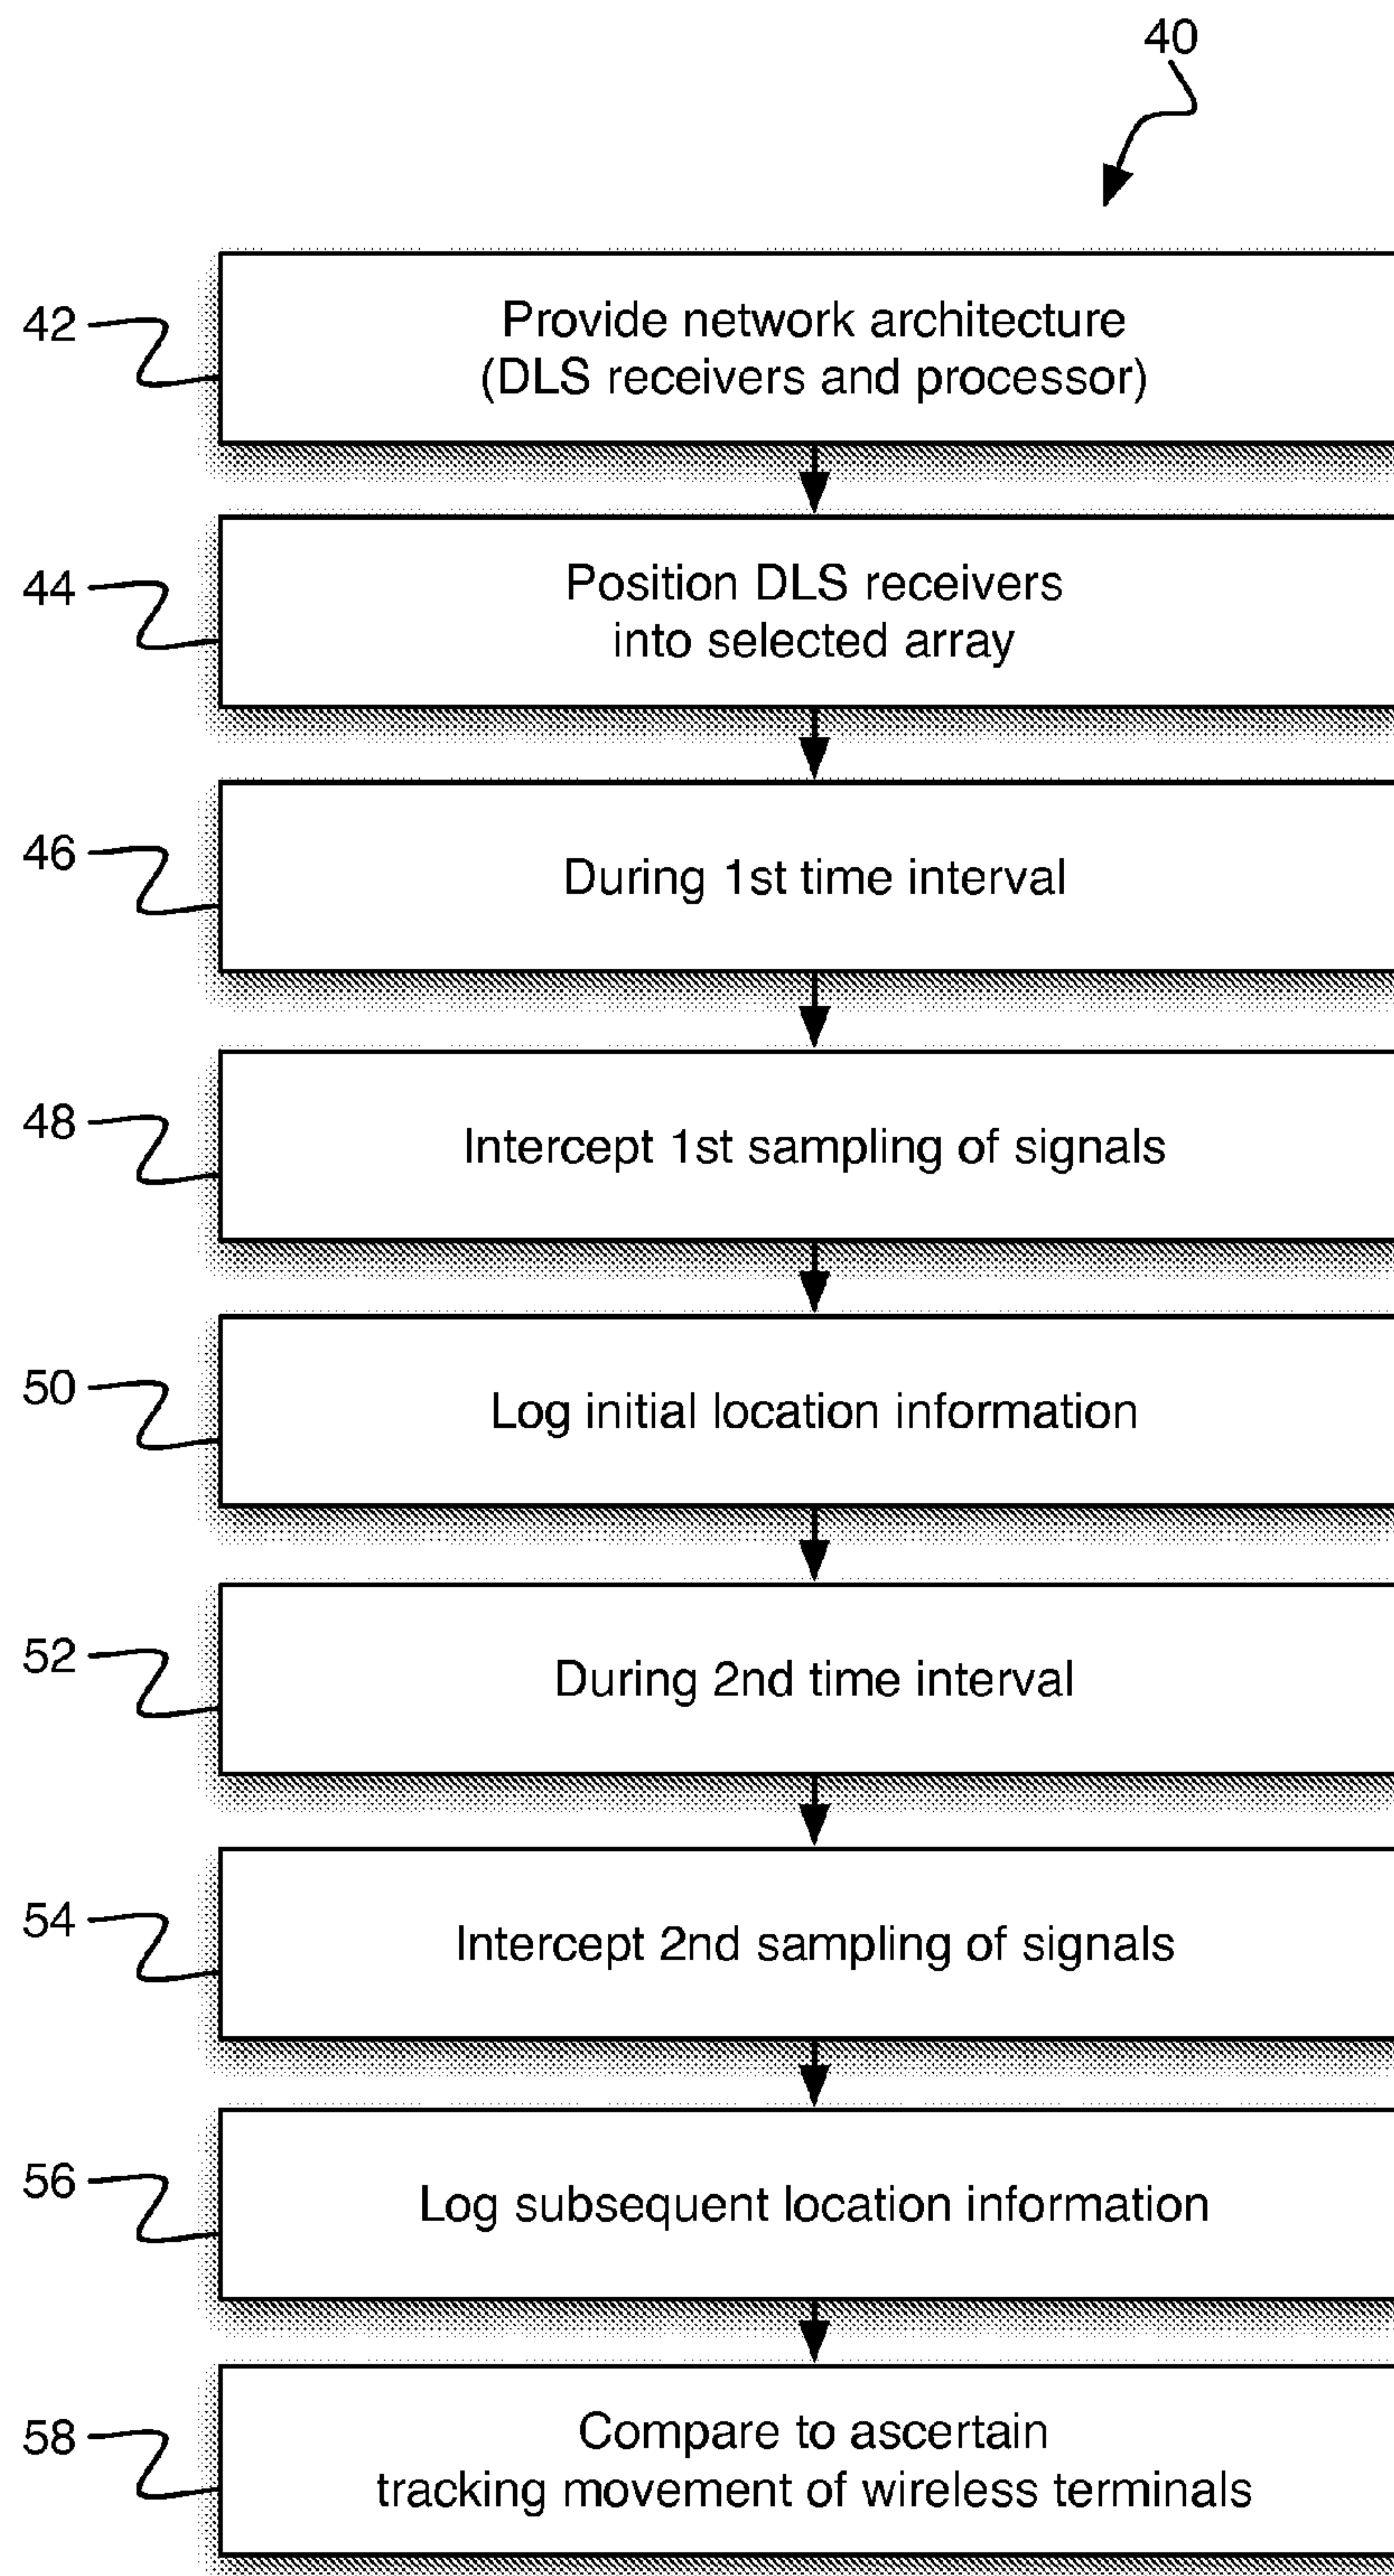 40
42
Provide network architecture
(DLS receivers and processor)
44
Position DLS receivers
into selected array
46
During 1st time interval
48
Intercept 1st sampling of signals
50
Log initial location information
52
During 2nd time interval
54
Intercept 2nd sampling of signals
56
Log subsequent location information
58
Compare to ascertain
tracking movement of wireless terminals